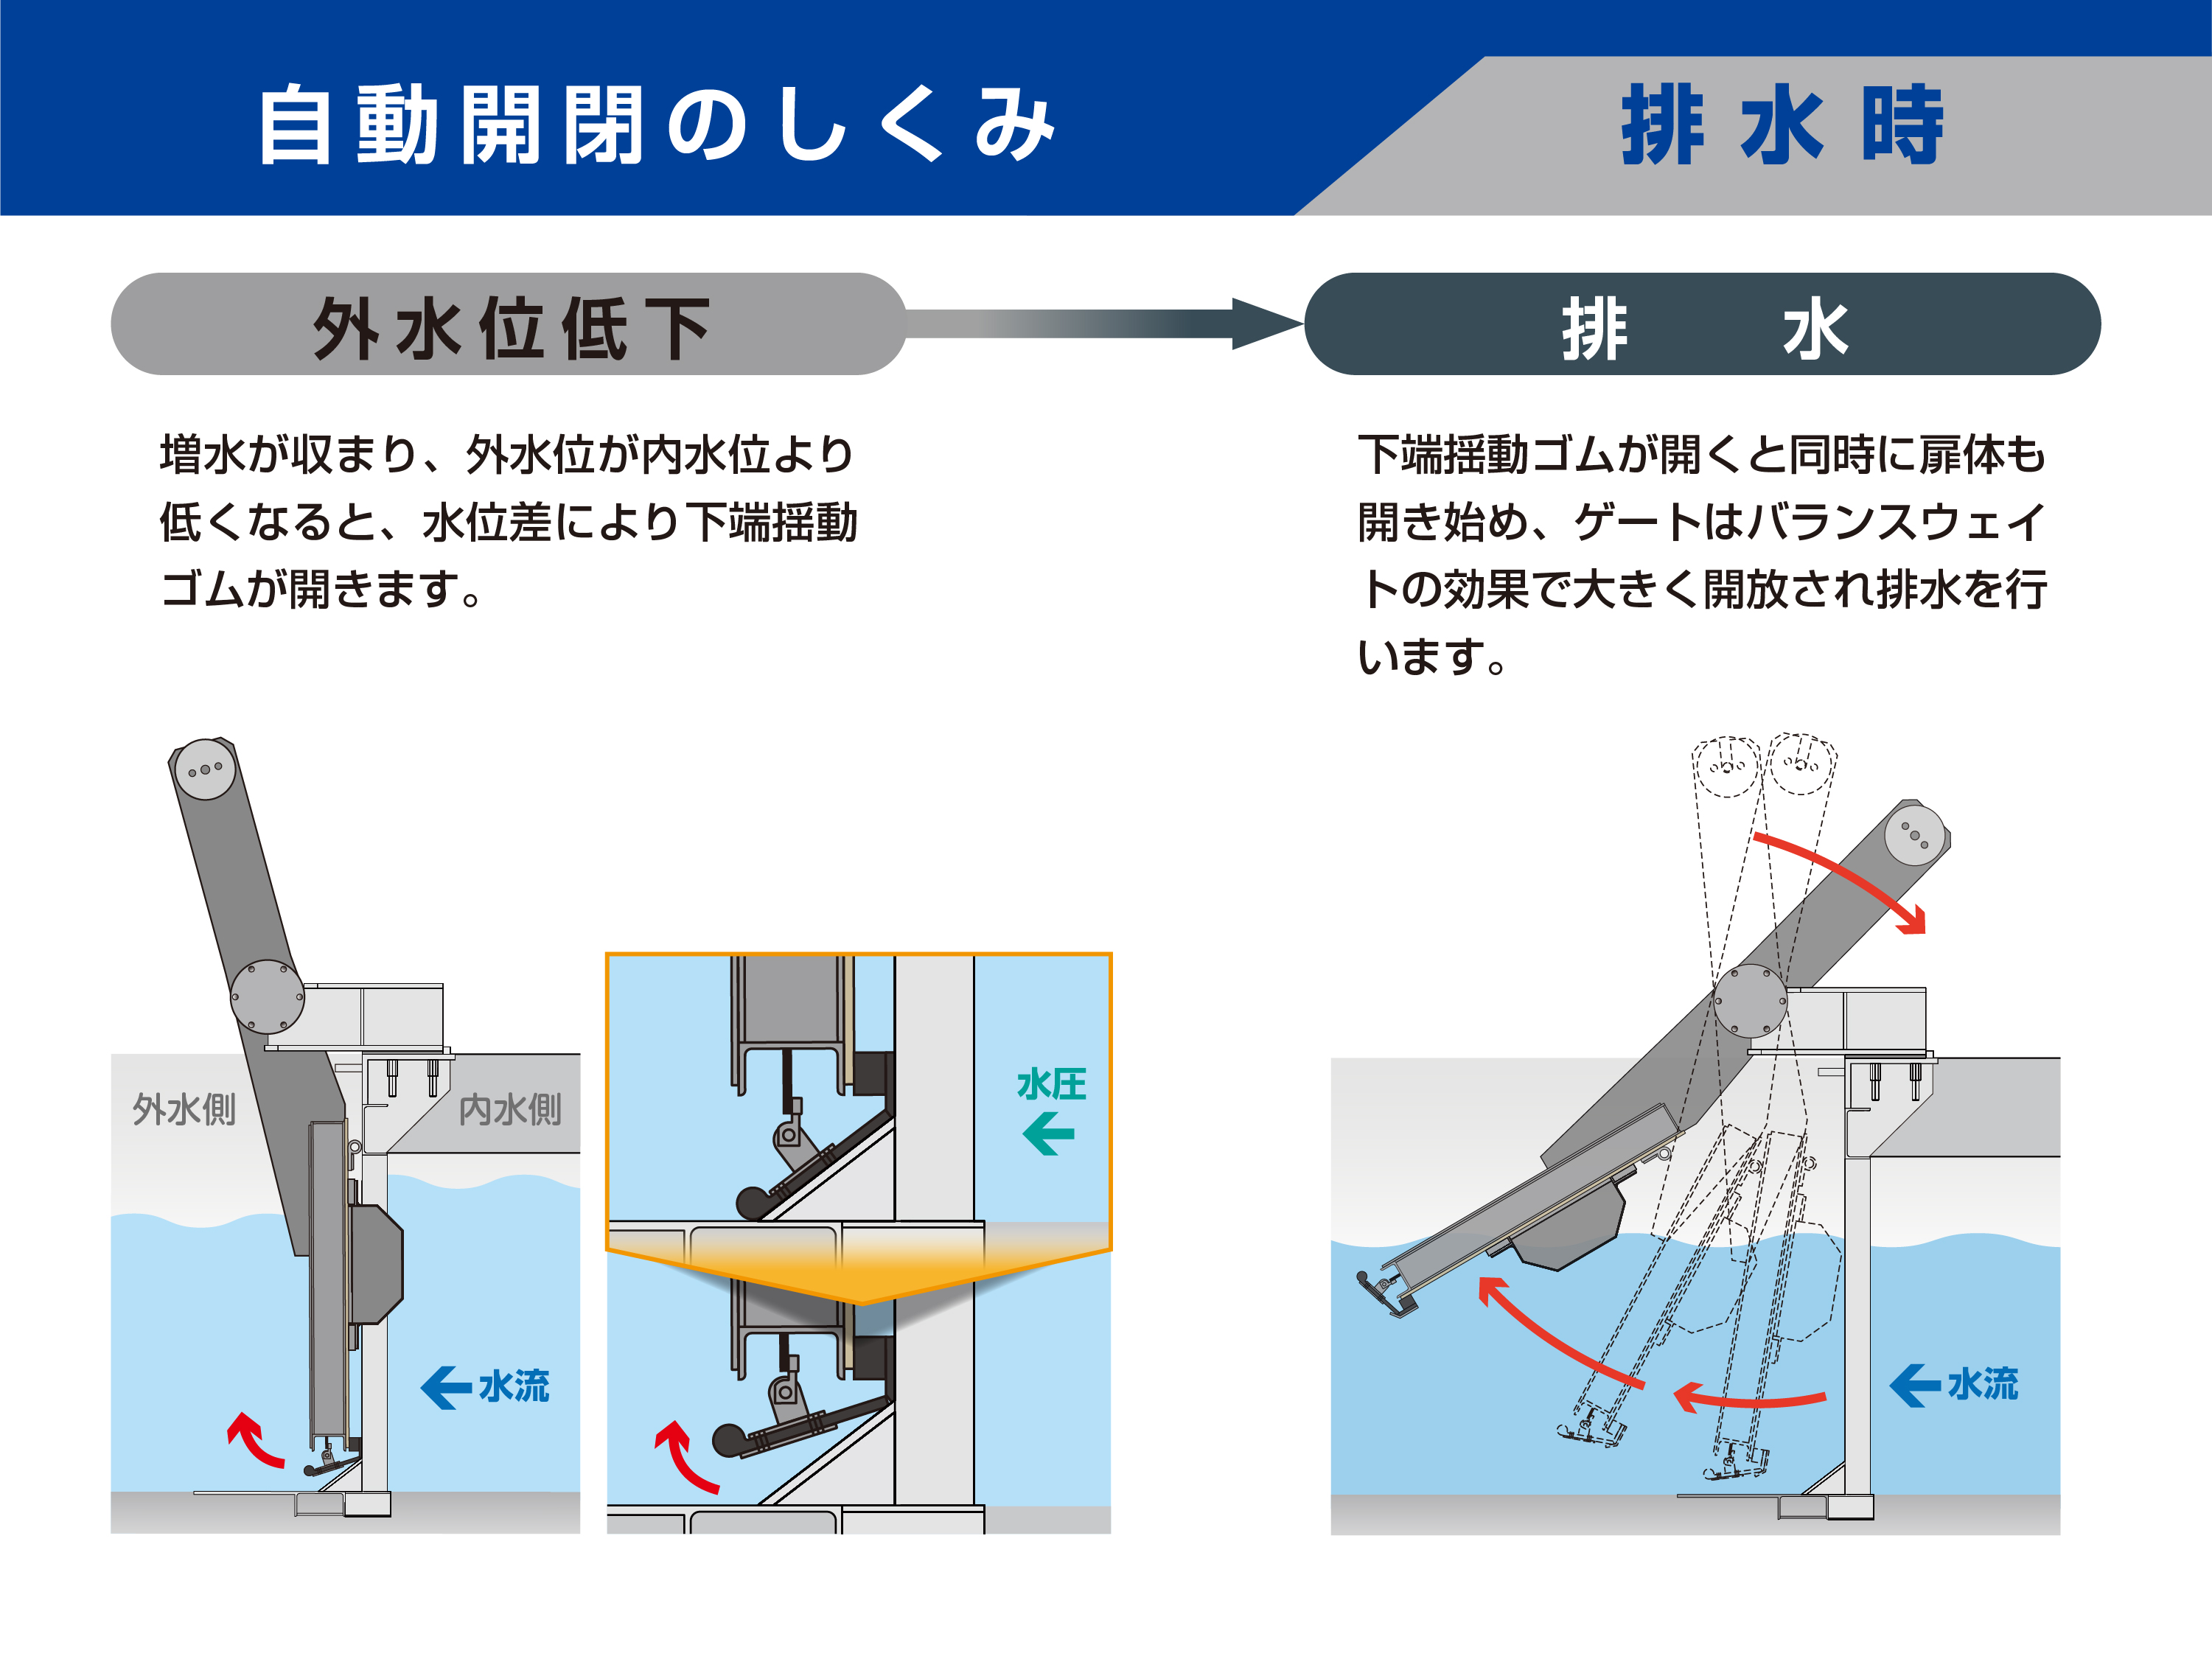 自動開閉のしくみ
排水時
外水位低下
排水
増水が収まり、外水位が内水位より
低くなると、水位差により下端揺動
ゴムが開きます。
下端揺動ゴムが開くと同時に扉体も
開き始め、ゲートはバランスウェイ
トの効果で大きく開放され排水を行
います。
外水側
内水側
水流
水圧
水流